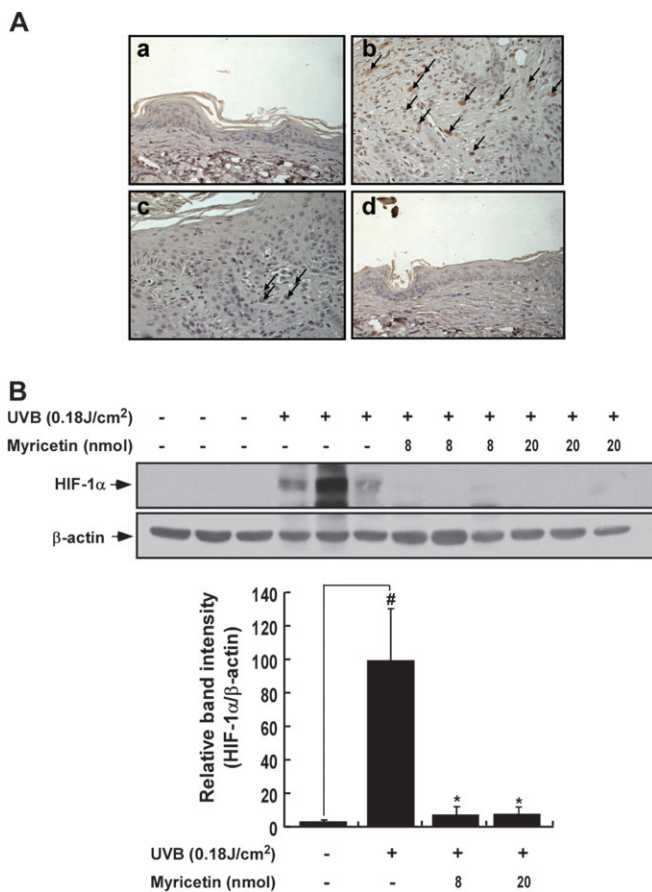 A
a
b
c
d
B
UVB (0.18J/cm²) - - - + + + + + + + + +
Myricetin (nmol) - - - - - - 8 8 8 20 20 20
HIF-1α
β-actin
Relative band intensity
(HIF-1α/β-actin)
140
120
100
80
60
40
20
0
#
* *
UVB (0.18J/cm²) - + + +
Myricetin (nmol) - - 8 20